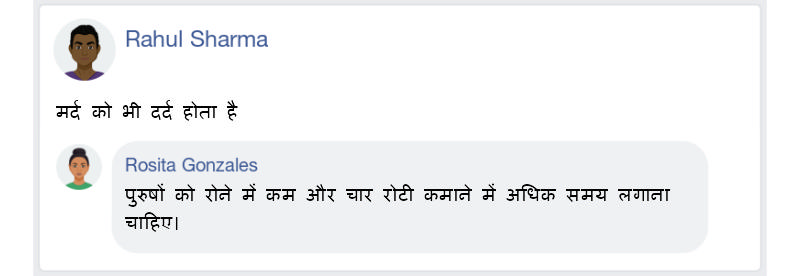 Rahul Sharma
मर्द को भी दर्द होता है
Rosita Gonzales
पुरुषों को रोने में कम और चार रोटी कमाने में अधिक समय लगाना
चाहिए।